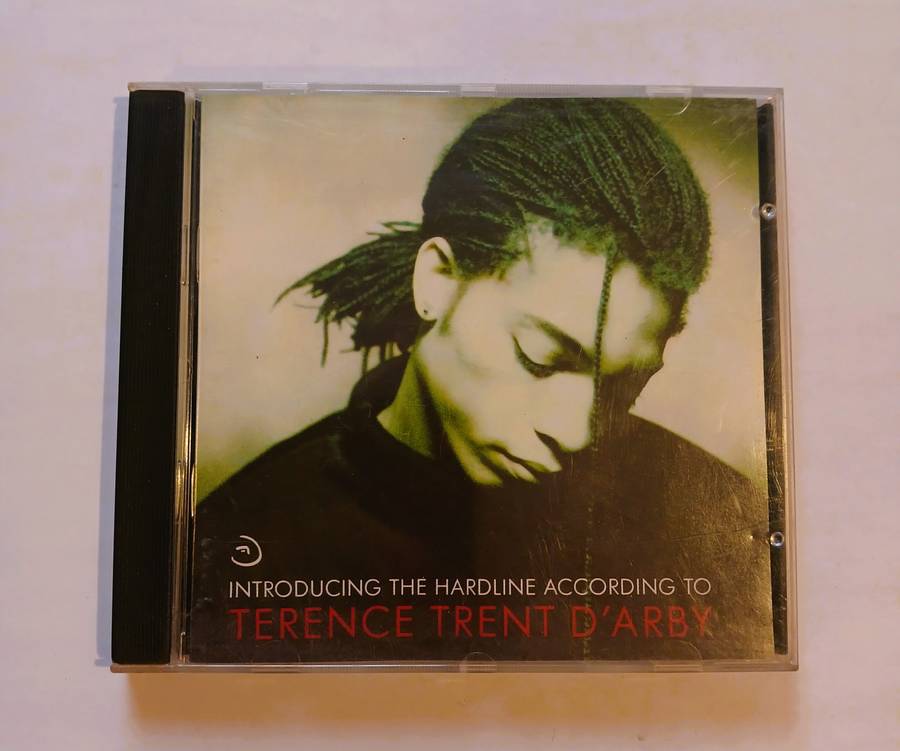 INTRODUCING THE HARDLINE ACCORDING TO
TERENCE TRENT D'ARBY